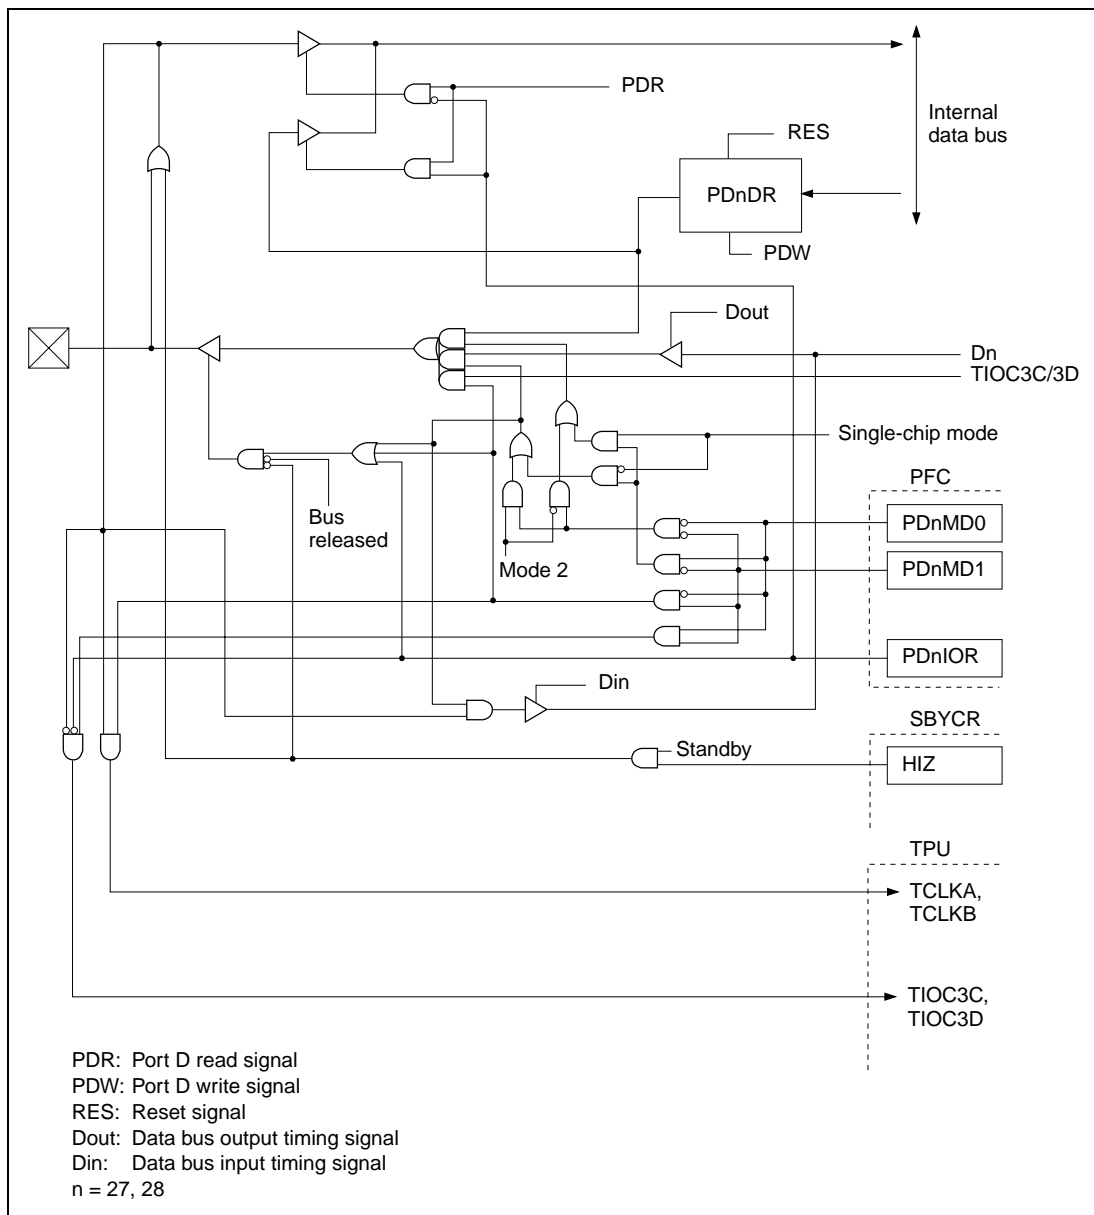 PDR
Internal
data bus
RES
PDnDR
PDW
Dout
Dn
TIOC3C/3D
Single-chip mode
PFC
PDnMD0
Bus
released
Mode 2
PDnMD1
PDnIOR
Din
SBYCR
Standby
HIZ
TPU
TCLKA,
TCLKB
TIOC3C,
TIOC3D
PDR: Port D read signal
PDW: Port D write signal
RES: Reset signal
Dout: Data bus output timing signal
Din: Data bus input timing signal
n = 27, 28